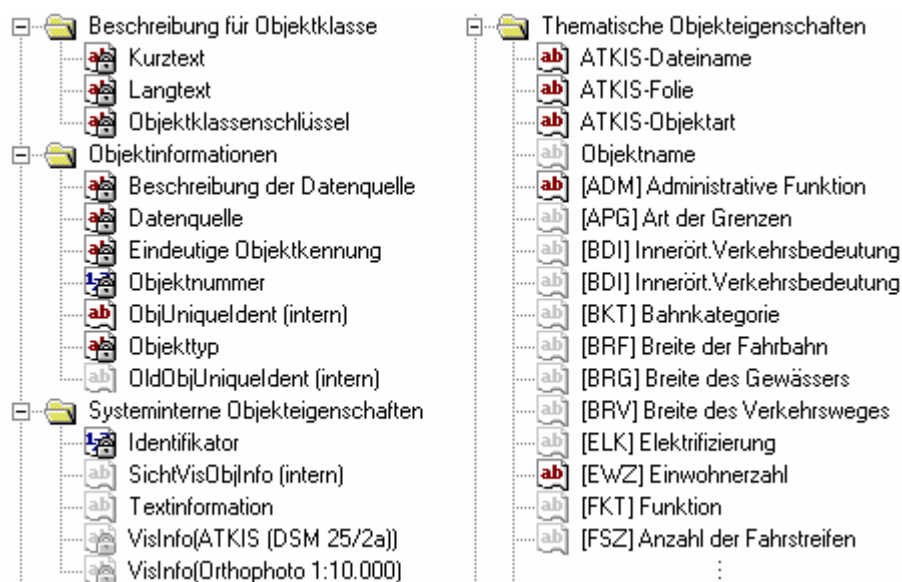 Beschreibung für Objektklasse
Kurztext
Langtext
Objektklassenschlüssel
Objektinformationen
Beschreibung der Datenquelle
Datenquelle
Eindeutige Objektkennung
Objektnummer
ObjUniqueIdent (intern)
Objekttyp
OldObjUniqueIdent (intern)
Systeminterne Objekteigenschaften
Identifikator
SichtVisObjInfo (intern)
Textinformation
VisInfo(ATKIS (DSM 25/2a))
VisInfo(Orthophoto 1:10.000)
Thematische Objekteigenschaften
ATKIS-Dateiname
ATKIS-Folie
ATKIS-Objektart
Objektname
[ADM] Administrative Funktion
[APG] Art der Grenzen
[BDI] Innerört.Verkehrsbedeutung
[BDI] Innerört.Verkehrsbedeutung
[BKT] Bahnkategorie
[BRF] Breite der Fahrbahn
[BRG] Breite des Gewässers
[BRV] Breite des Verkehrsweges
[ELK] Elektrifizierung
[EWZ] Einwohnerzahl
[FKT] Funktion
[FSZ] Anzahl der Fahrstreifen